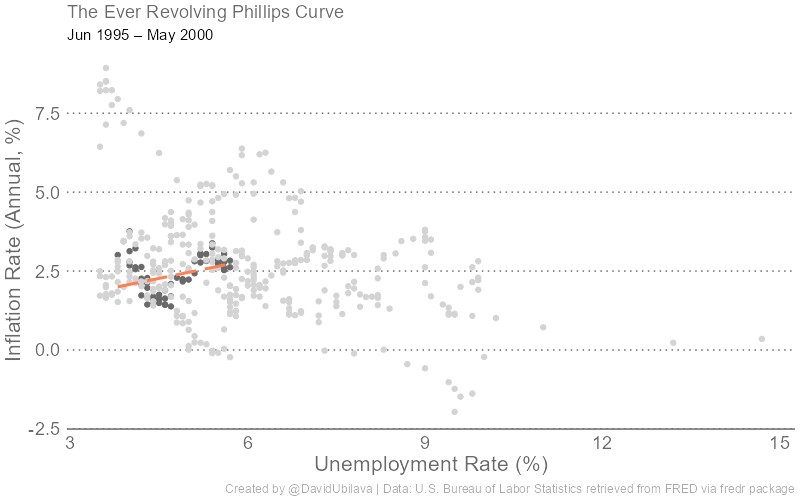 The Ever Revolving Phillips Curve
Jun 1995 – May 2000
Inflation Rate (Annual, %)
7.5
5.0
2.5
0.0
-2.5
3 6 9 12 15
Unemployment Rate (%)
Created by @DavidUbilava | Data: U.S. Bureau of Labor Statistics retrieved from FRED via fredr package